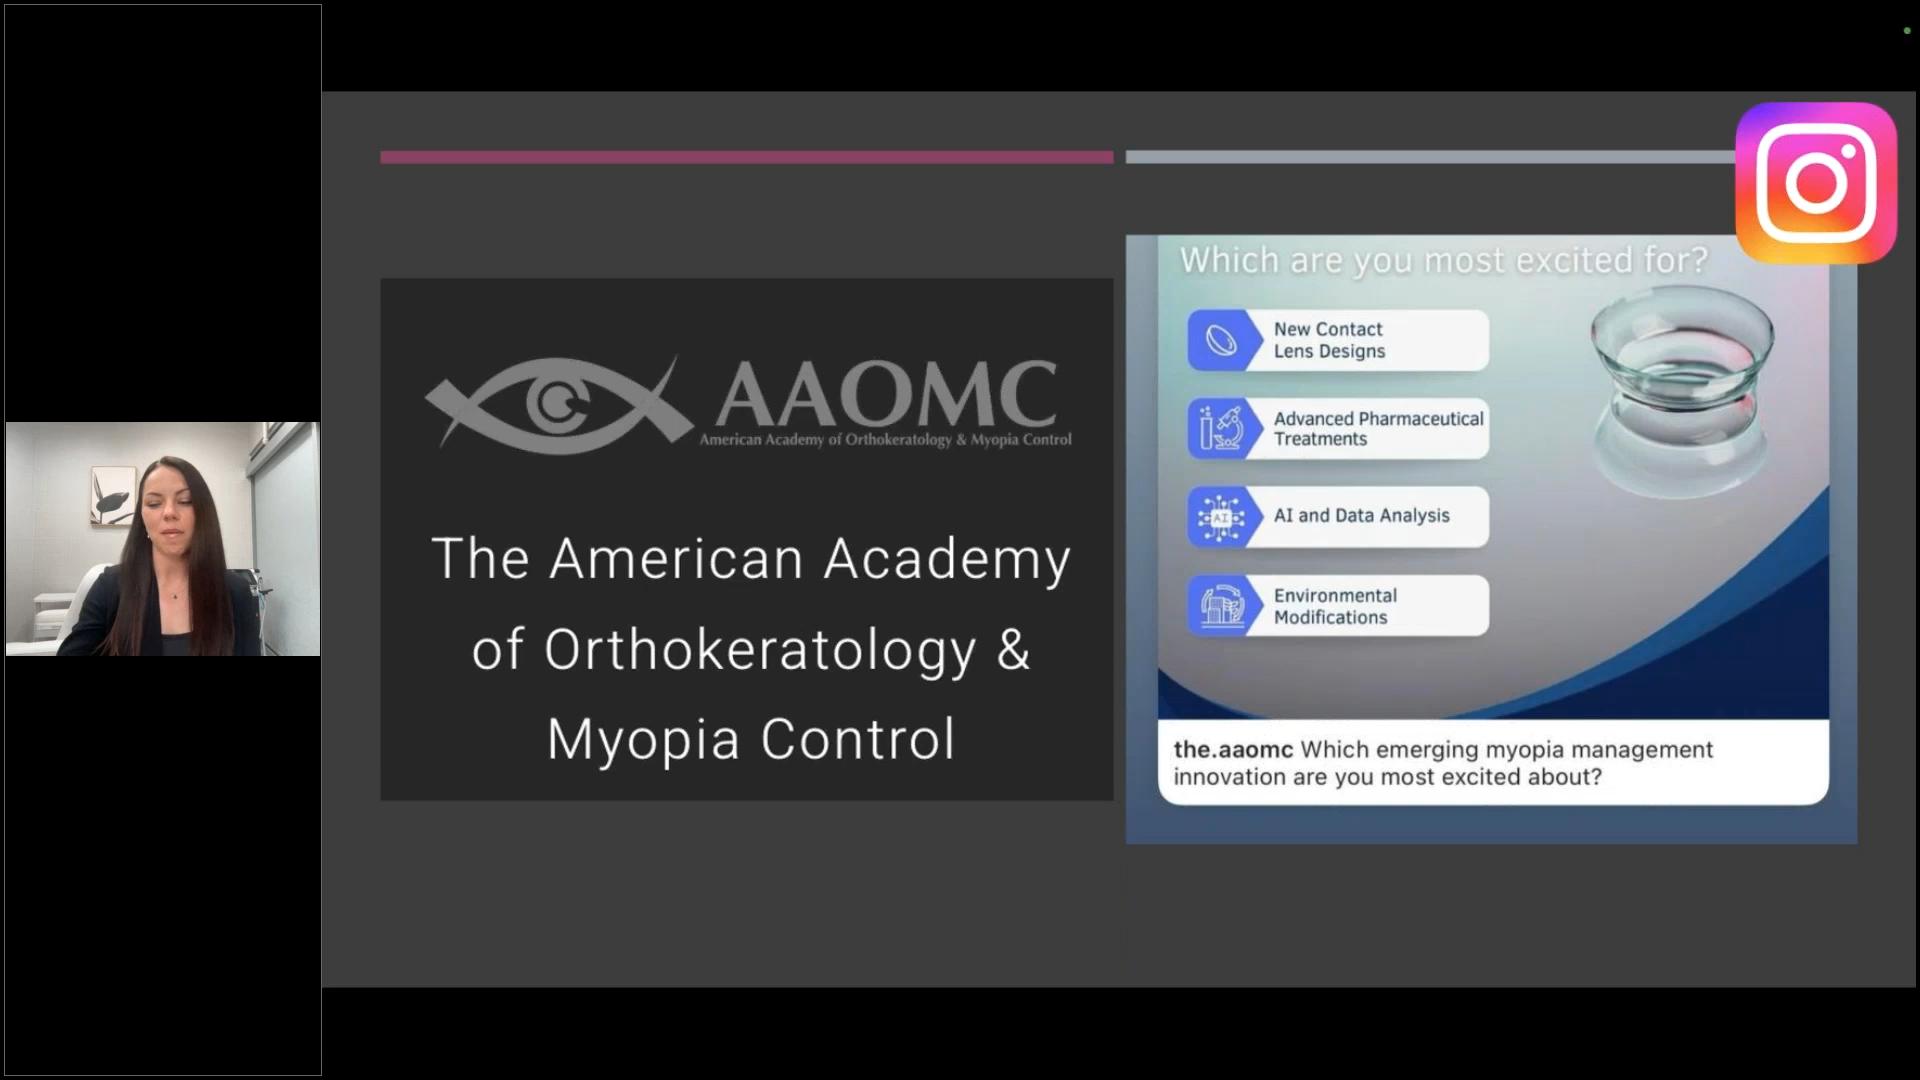 AAOMC
American Academy of Orthokeratology & Myopia Control
The American Academy
of Orthokeratology &
Myopia Control
Which are you most excited for?
New Contact
Lens Designs
Advanced Pharmaceutical
Treatments
AI
AI and Data Analysis
Environmental
Modifications
the.aaomc Which emerging myopia management
innovation are you most excited about?